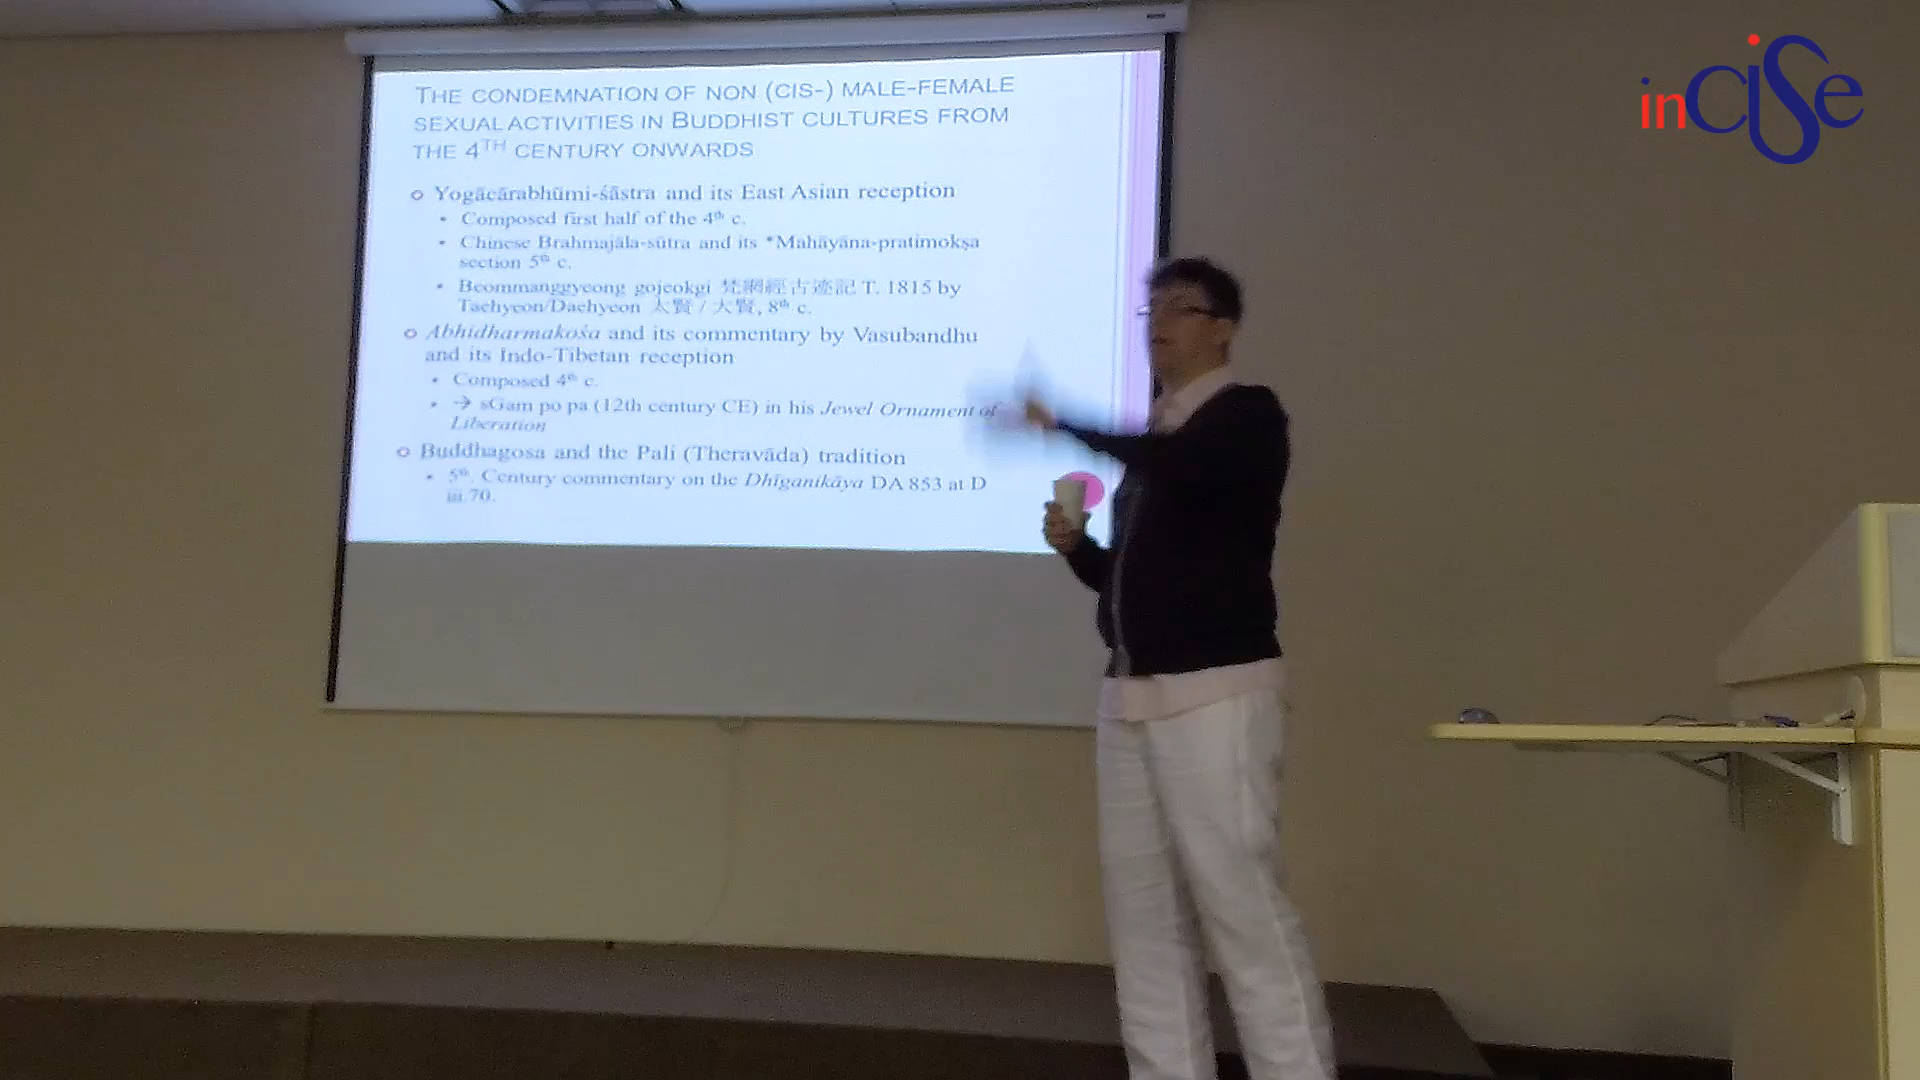 THE CONDEMNATION OF NON (CIS-) MALE-FEMALE
SEXUAL ACTIVITIES IN BUDDHIST CULTURES FROM
THE 4TH CENTURY ONWARDS
Yogācārabhūmi-śāstra and its East Asian reception
Composed first half of the 4th c.
Chinese Brahmajāla-sūtra and its *Mahāyāna-pratimokṣa
section 5th c.
Beommanggyeong gojeokgi 梵網經古迹記 T. 1815 by
Taehyeon/Daehyeon 太賢 / 大賢, 8th c.
Abhidharmakośa and its commentary by Vasubandhu
and its Indo-Tibetan reception
Composed 4th c.
→ sGam po pa (12th century CE) in his Jewel Ornament of
Liberation
Buddhagosa and the Pali (Theravāda) tradition
5th. Century commentary on the Dhīganikāya DA 853 at D
iii.70.
inCiSe